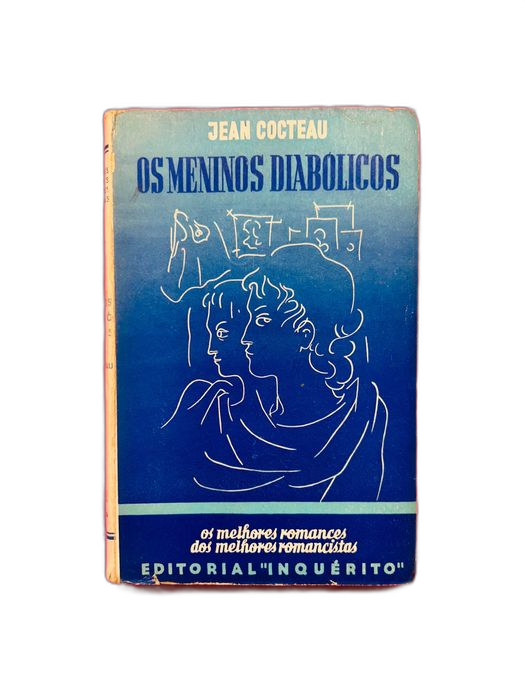 JEAN COCTEAU
OS MENINOS DIABÓLICOS
os melhores romances
dos melhores romancistas
EDITORIAL "INQUÉRITO"